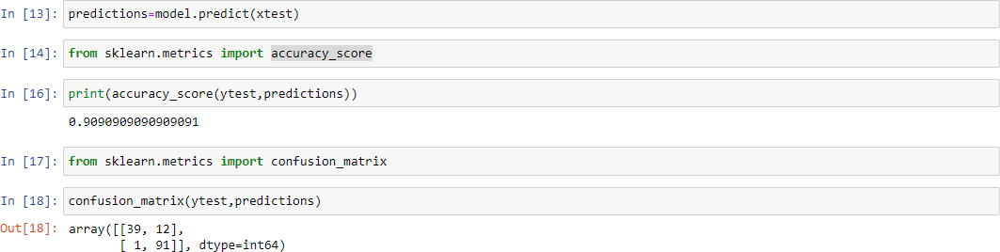 In [13]: predictions=model.predict(xtest)
In [14]: from sklearn.metrics import accuracy_score
In [16]: print(accuracy_score(ytest,predictions))
0.9090909090909091
In [17]: from sklearn.metrics import confusion_matrix
In [18]: confusion_matrix(ytest,predictions)
Out[18]: array([[39, 12],
[ 1, 91]], dtype=int64)